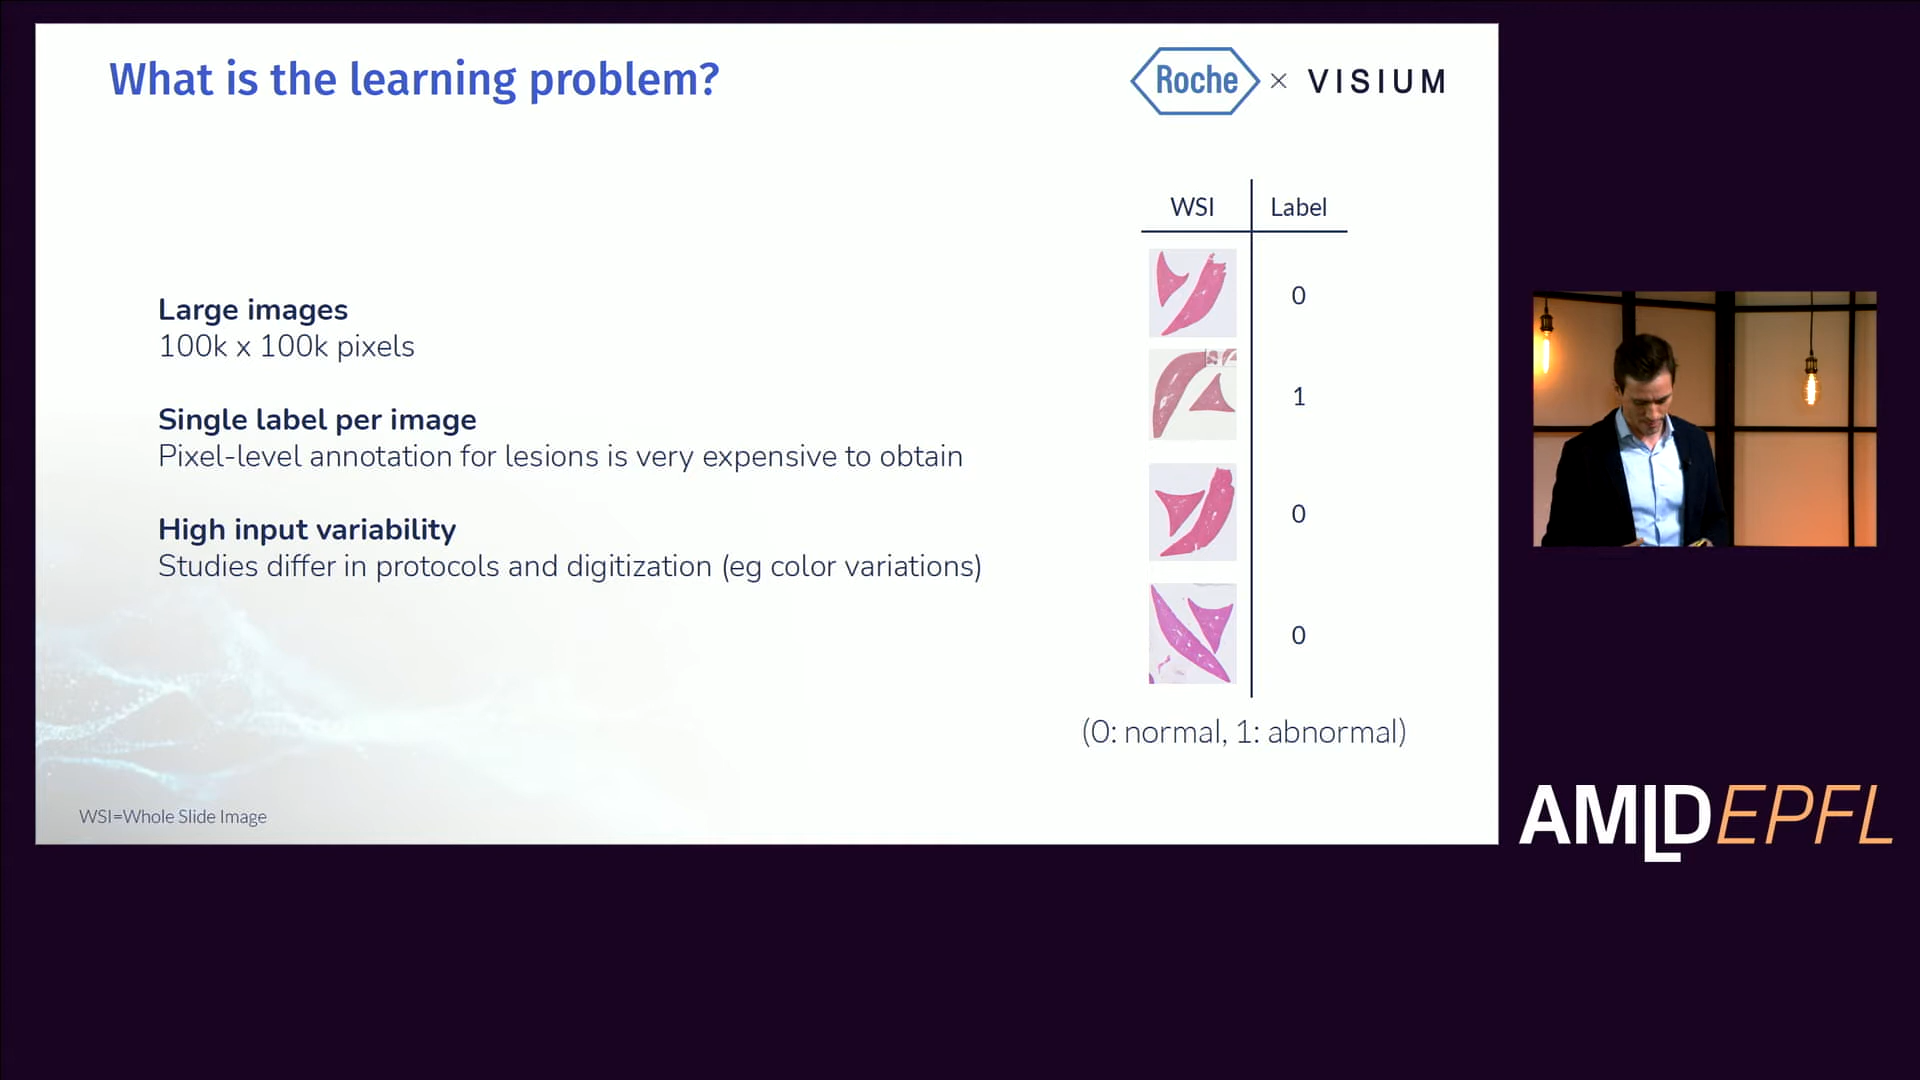 What is the learning problem?
Roche × VISIUM
WSI Label
0
1
0
0
(0: normal, 1: abnormal)
Large images
100k x 100k pixels
Single label per image
Pixel-level annotation for lesions is very expensive to obtain
High input variability
Studies differ in protocols and digitization (eg color variations)
WSI=Whole Slide Image
AMLDEPFL